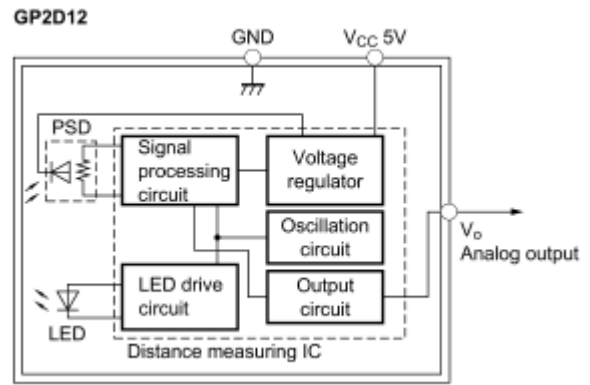 GP2D12
GND
VCC 5V
PSD
Signal
processing
circuit
Voltage
regulator
Oscillation
circuit
Vo
Analog output
LED drive
circuit
Output
circuit
LED
Distance measuring IC